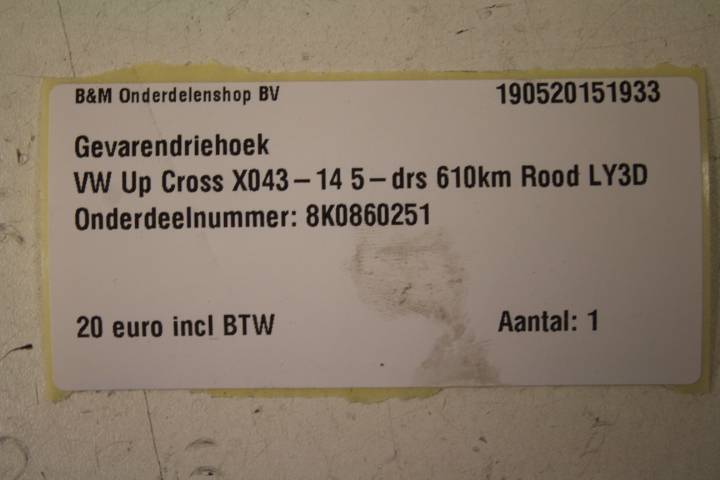 B&M Onderdelenshop BV 190520151933
Gevarendriehoek
VW Up Cross X043-14 5-drs 610km Rood LY3D
Onderdeelnummer: 8K0860251
20 euro incl BTW Aantal: 1